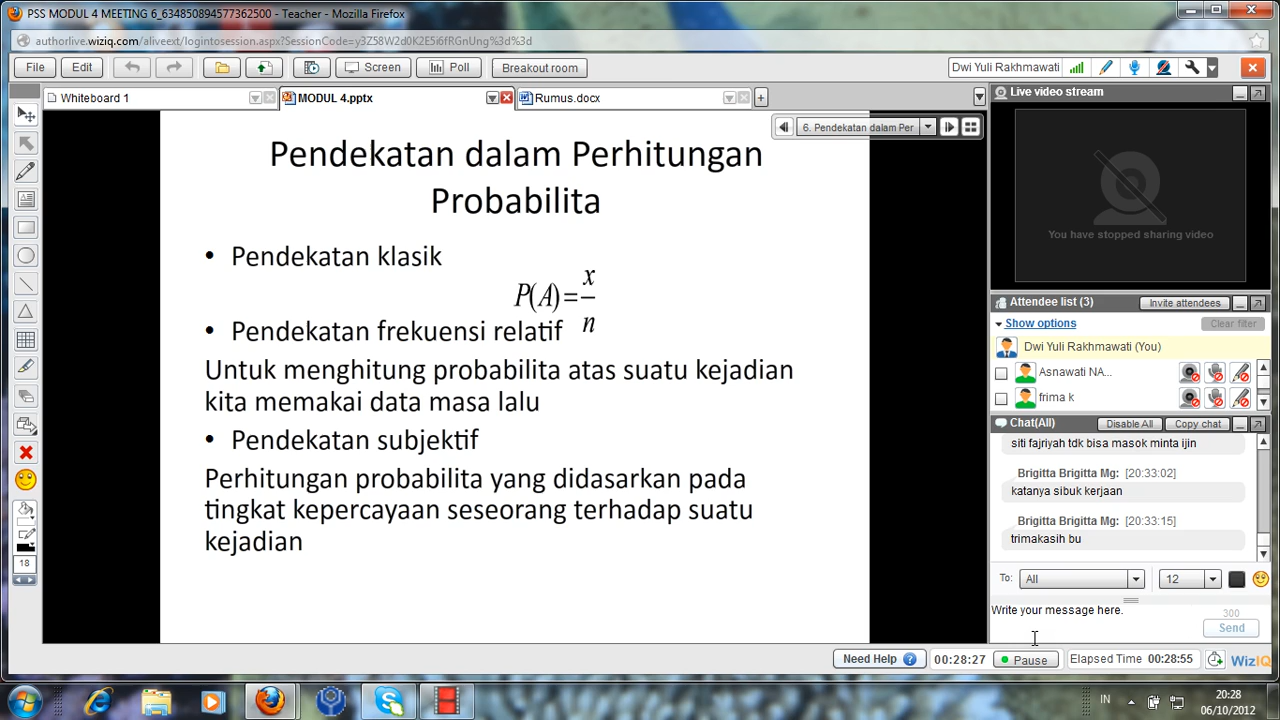 PSS MODUL 4 MEETING 6_634850894577362500 - Teacher - Mozilla Firefox
authorlive.wiziq.com/aliveext/logintosession.aspx?SessionCode=y3Z58W2d0K2E5i6fRGnUng%3d%3d
File Edit Screen Poll Breakout room Dwi Yuli Rakhmawati
Whiteboard 1 MODUL 4.pptx Rumus.docx
6. Pendekatan dalam Per
Pendekatan dalam Perhitungan
Probabilita
• Pendekatan klasik
P(A)=x/n
• Pendekatan frekuensi relatif
Untuk menghitung probabilita atas suatu kejadian
kita memakai data masa lalu
• Pendekatan subjektif
Perhitungan probabilita yang didasarkan pada
tingkat kepercayaan seseorang terhadap suatu
kejadian
18
Live video stream
You have stopped sharing video
Attendee list (3) Invite attendees
Show options Clear filter
Dwi Yuli Rakhmawati (You)
Asnawati NA...
frima k
Chat(All) Disable All Copy chat
siti fajriyah tdk bisa masok minta ijin
Brigitta Brigitta Mg: [20:33:02]
katanya sibuk kerjaan
Brigitta Brigitta Mg: [20:33:15]
trimakasih bu
To: All 12
Write your message here.
300
Send
Need Help ? 00:28:27 Pause Elapsed Time 00:28:55 WizIQ
IN 20:28
06/10/2012